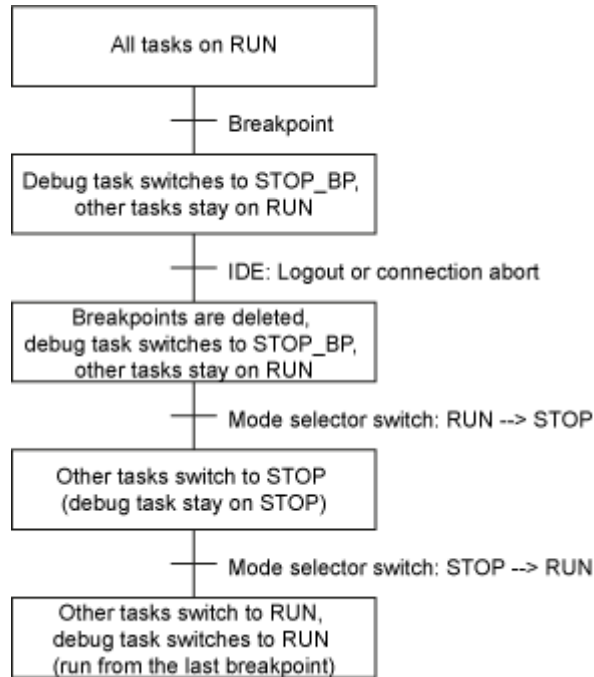 All tasks on RUN
Breakpoint
Debug task switches to STOP_BP,
other tasks stay on RUN
IDE: Logout or connection abort
Breakpoints are deleted,
debug task switches to STOP_BP,
other tasks stay on RUN
Mode selector switch: RUN --> STOP
Other tasks switch to STOP
(debug task stay on STOP)
Mode selector switch: STOP --> RUN
Other tasks switch to RUN,
debug task switches to RUN
(run from the last breakpoint)